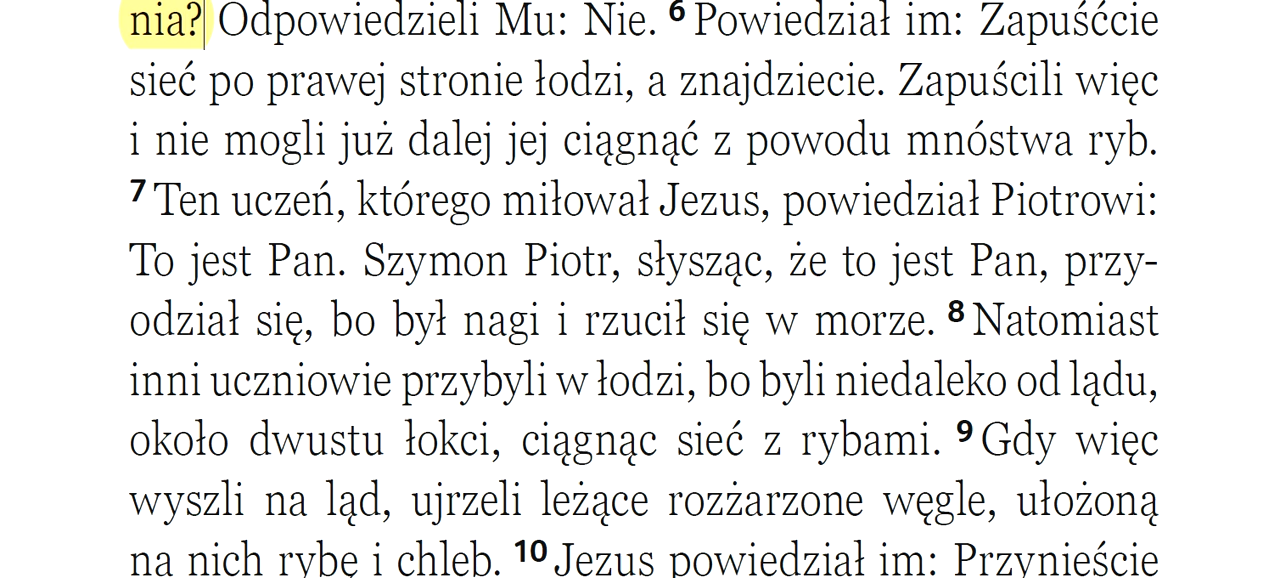 nia? Odpowiedzieli Mu: Nie. 6 Powiedział im: Zapuśćcie
sieć po prawej stronie łodzi, a znajdziecie. Zapuścili więc
i nie mogli już dalej jej ciągnąć z powodu mnóstwa ryb.
7 Ten uczeń, którego miłował Jezus, powiedział Piotrowi:
To jest Pan. Szymon Piotr, słysząc, że to jest Pan, przy-
odział się, bo był nagi i rzucił się w morze. 8 Natomiast
inni uczniowie przybyli w łodzi, bo byli niedaleko od lądu,
około dwustu łokci, ciągnąc sieć z rybami. 9 Gdy więc
wyszli na ląd, ujrzeli leżące rozżarzone węgle, ułożoną
na nich rybę i chleb. 10 Jezus powiedział im: Przynieście